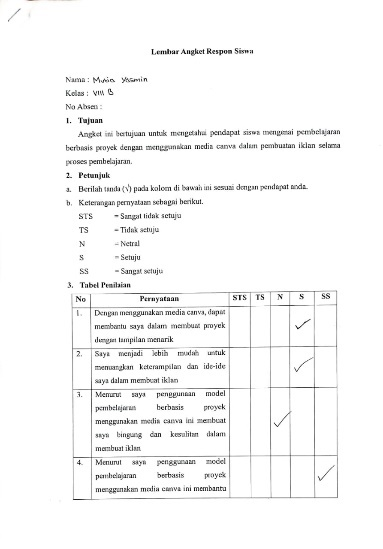 Lembar Angket Respon Siswa
Nama : Musia Yasmin
Kelas : VIII B
No Absen :
1. Tujuan
Angket ini bertujuan untuk mengetahui pendapat siswa mengenai pembelajaran
berbasis proyek dengan menggunakan media canva dalam pembuatan iklan selama
proses pembelajaran.
2. Petunjuk
a. Berilah tanda (√) pada kolom di bawah ini sesuai dengan pendapat anda.
b. Keterangan pernyataan sebagai berikut.
STS = Sangat tidak setuju
TS = Tidak setuju
N = Netral
S = Setuju
SS = Sangat setuju
3. Tabel Penilaian
No Pernyataan STS TS N S SS
1. Dengan menggunakan media canva, dapat
membantu saya dalam membuat proyek
dengan tampilan menarik
2. Saya menjadi lebih mudah untuk
menuangkan keterampilan dan ide-ide
saya dalam membuat iklan
3. Menurut saya penggunaan model
pembelajaran berbasis proyek
menggunakan media canva ini membuat
saya bingung dan kesulitan dalam
membuat iklan
4. Menurut saya penggunaan model
pembelajaran berbasis proyek
menggunakan media canva ini membantu